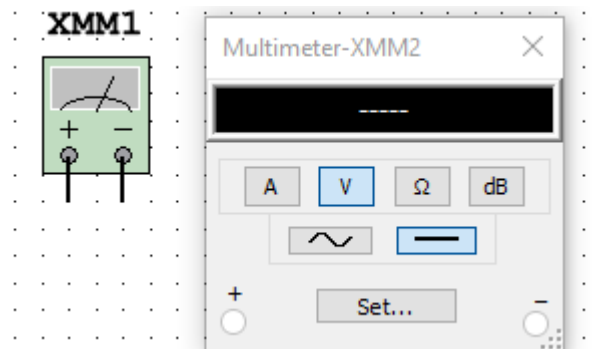 XMM1
+ −
Multimeter-XMM2
-----
A V Ω dB
+ Set... −